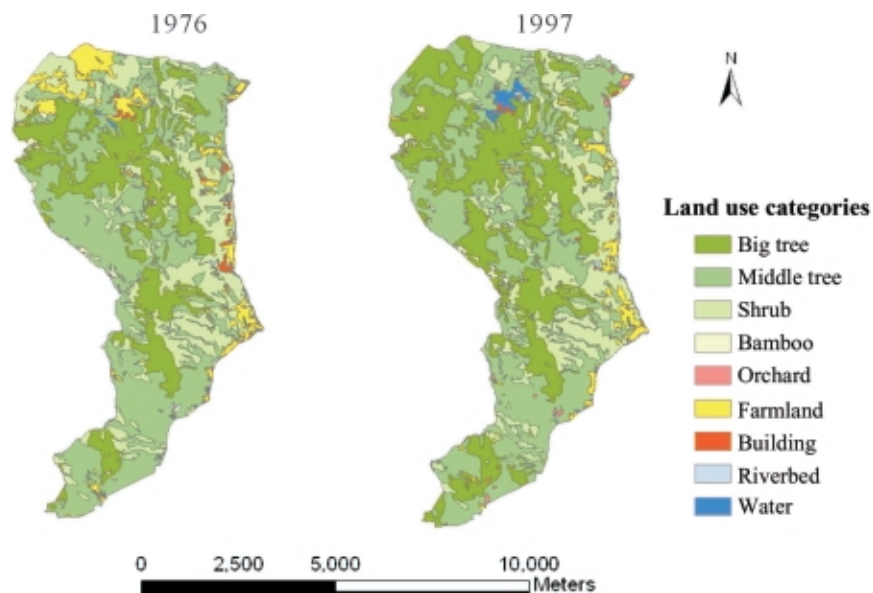 1976
1997
N
Land use categories
Big tree
Middle tree
Shrub
Bamboo
Orchard
Farmland
Building
Riverbed
Water
0 2,500 5,000 10,000
Meters